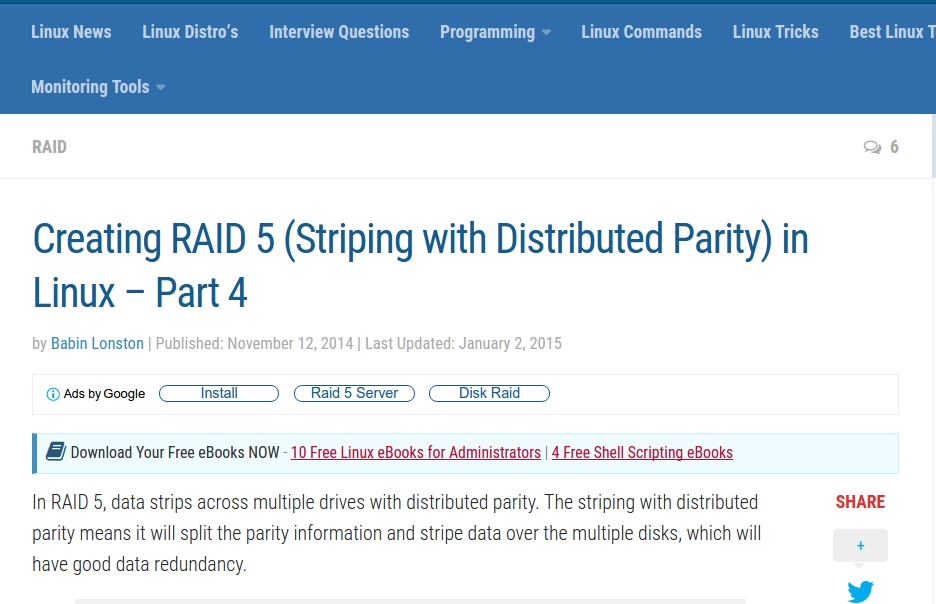 Linux News Linux Distro’s Interview Questions Programming Linux Commands Linux Tricks Best Linux T
Monitoring Tools
RAID 6
Creating RAID 5 (Striping with Distributed Parity) in
Linux – Part 4
by Babin Lonston | Published: November 12, 2014 | Last Updated: January 2, 2015
Ads by Google Install Raid 5 Server Disk Raid
Download Your Free eBooks NOW - 10 Free Linux eBooks for Administrators | 4 Free Shell Scripting eBooks
In RAID 5, data strips across multiple drives with distributed parity. The striping with distributed
parity means it will split the parity information and stripe data over the multiple disks, which will
have good data redundancy.
SHARE
+